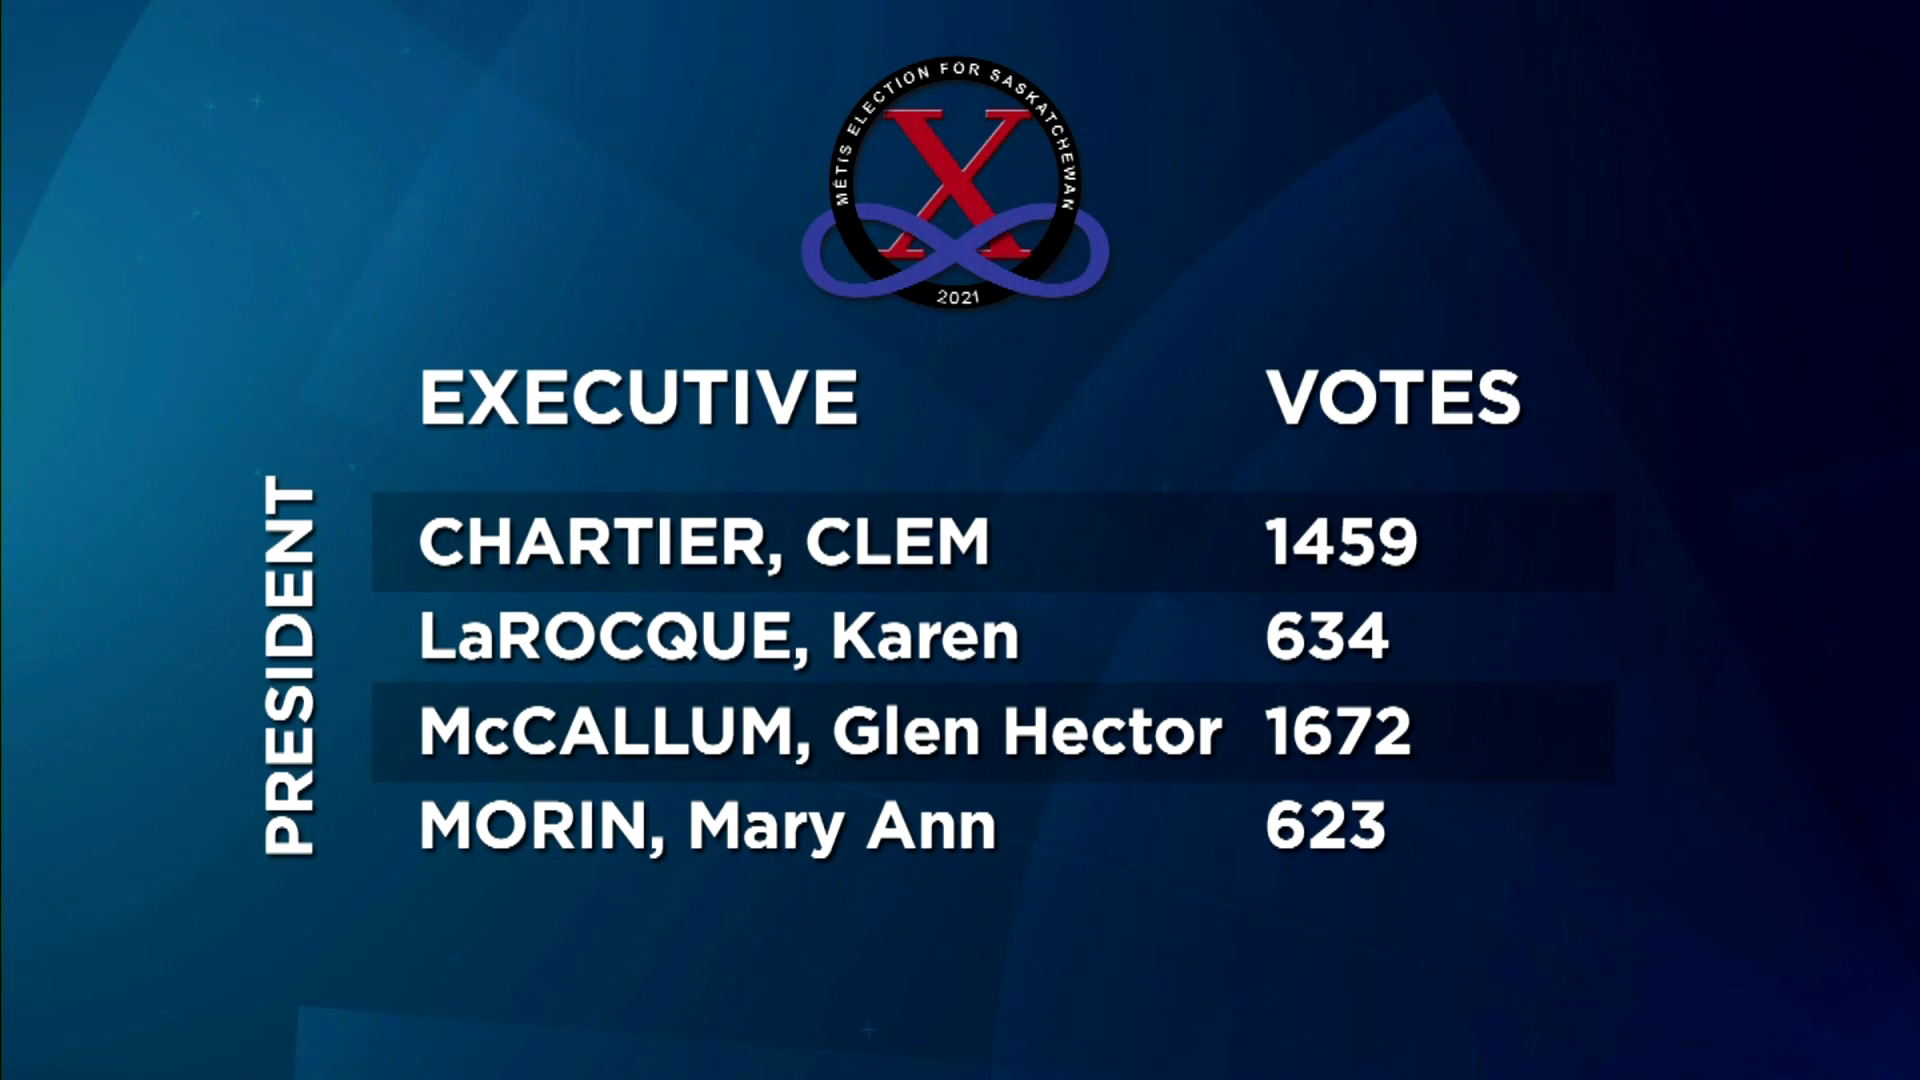 MÉTIS ELECTION FOR SASKATCHEWAN
X
2021
EXECUTIVE VOTES
PRESIDENT
CHARTIER, CLEM 1459
LaROCQUE, Karen 634
McCALLUM, Glen Hector 1672
MORIN, Mary Ann 623